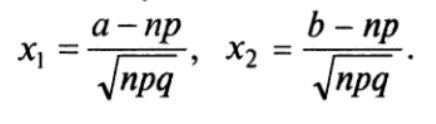 x₁ = (a − np)/√(npq), x₂ = (b − np)/√(npq).